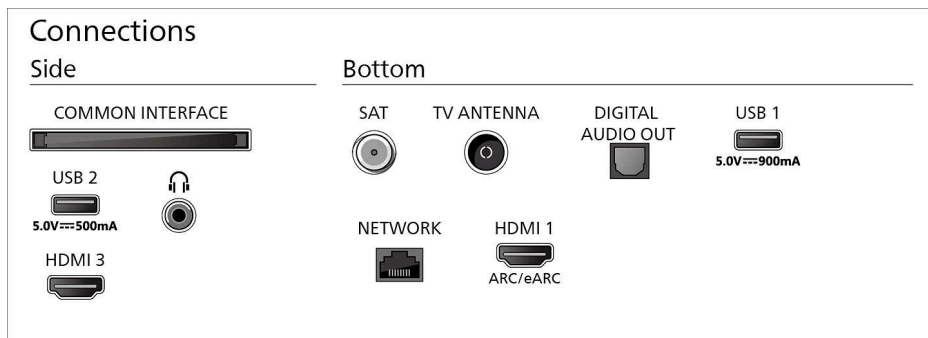 Connections
Side
COMMON INTERFACE
USB 2
5.0V⎓500mA
HDMI 3
Bottom
SAT
TV ANTENNA
DIGITAL
AUDIO OUT
USB 1
5.0V⎓900mA
NETWORK
HDMI 1
ARC/eARC